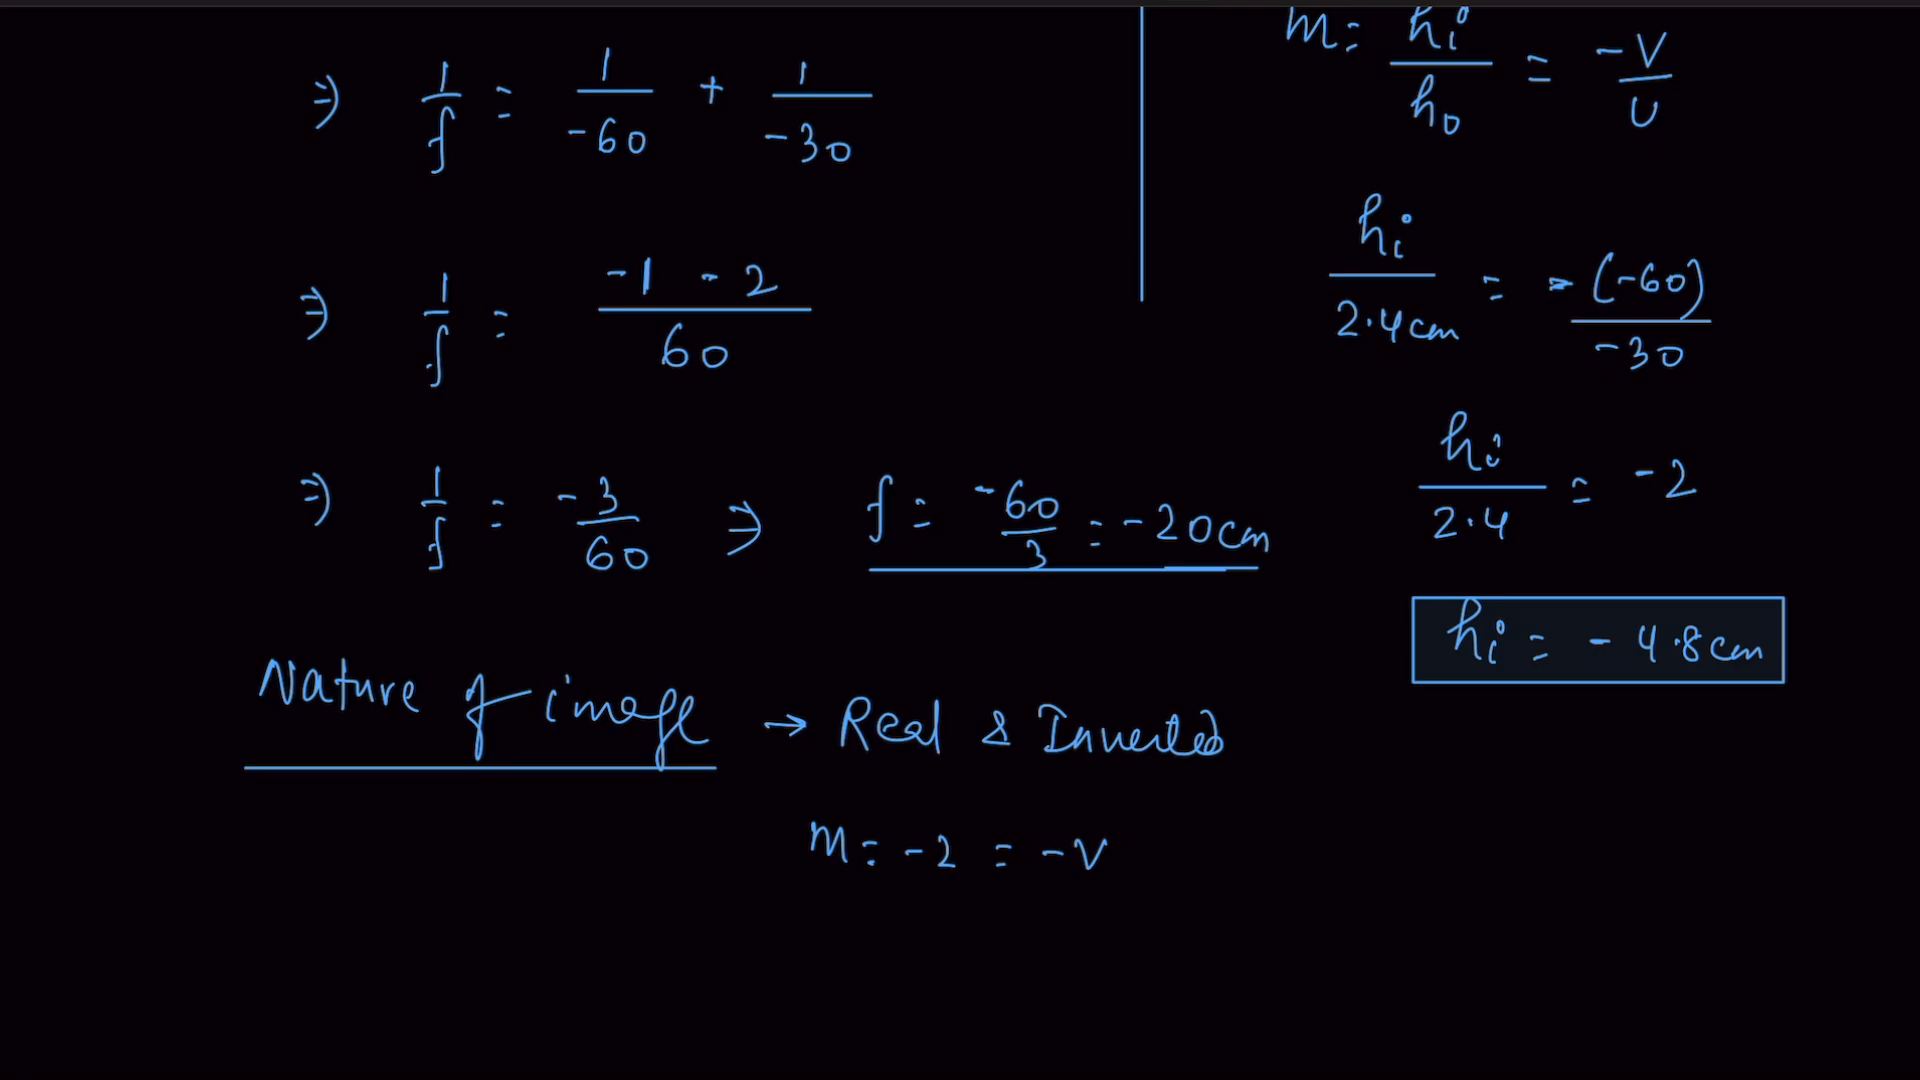 ⇒ 1/f = 1/-60 + 1/-30
⇒ 1/f = -1 - 2/60
⇒ 1/f = -3/60 ⇒ f = -60/3 = -20cm
Nature of image → Real & Inverted
m = -2 = -v
m = hi/ho = -v/u
hi/2.4cm = -(-60)/-30
hi/2.4 = -2
hi = -4.8cm